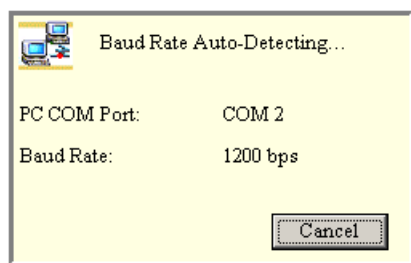 Baud Rate Auto-Detecting...
PC COM Port: COM 2
Baud Rate: 1200 bps
Cancel